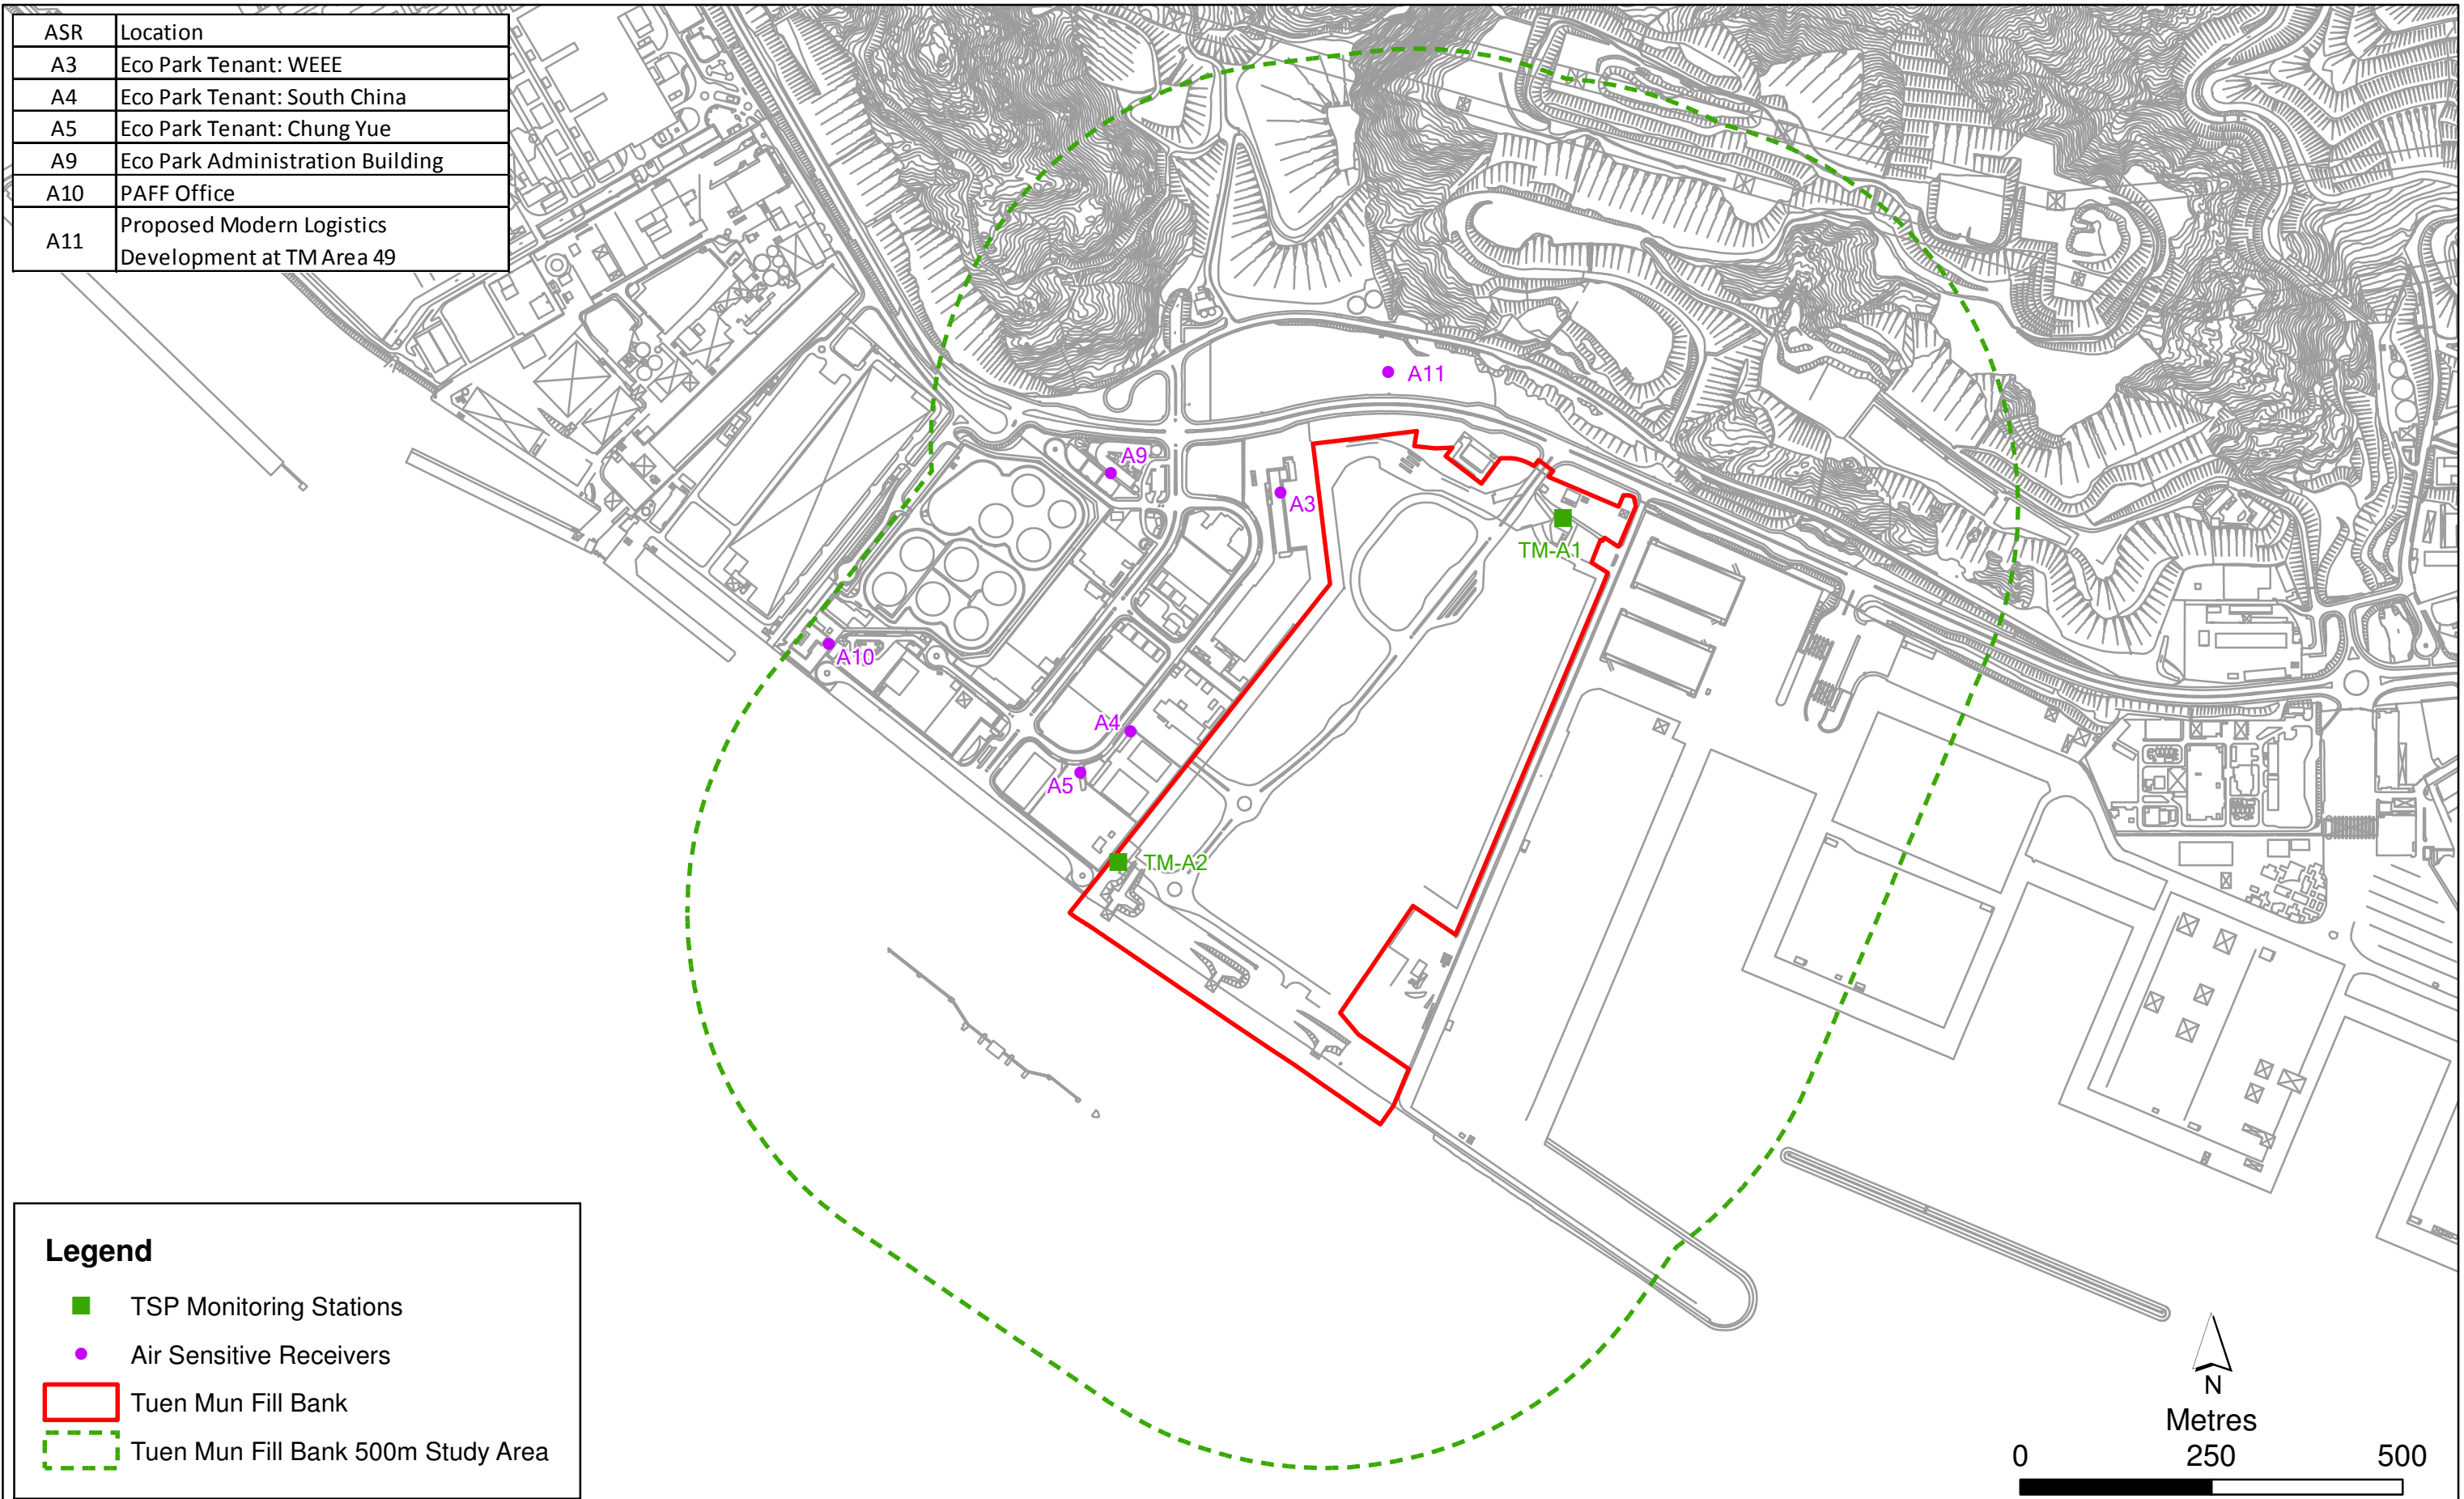 ASR Location
A3 Eco Park Tenant: WEEE
A4 Eco Park Tenant: South China
A5 Eco Park Tenant: Chung Yue
A9 Eco Park Administration Building
A10 PAFF Office
A11 Proposed Modern Logistics
Development at TM Area 49
A11
A9
A3
TM-A1
A10
A4
A5
TM-A2
Legend
TSP Monitoring Stations
Air Sensitive Receivers
Tuen Mun Fill Bank
Tuen Mun Fill Bank 500m Study Area
N
Metres
0 250 500